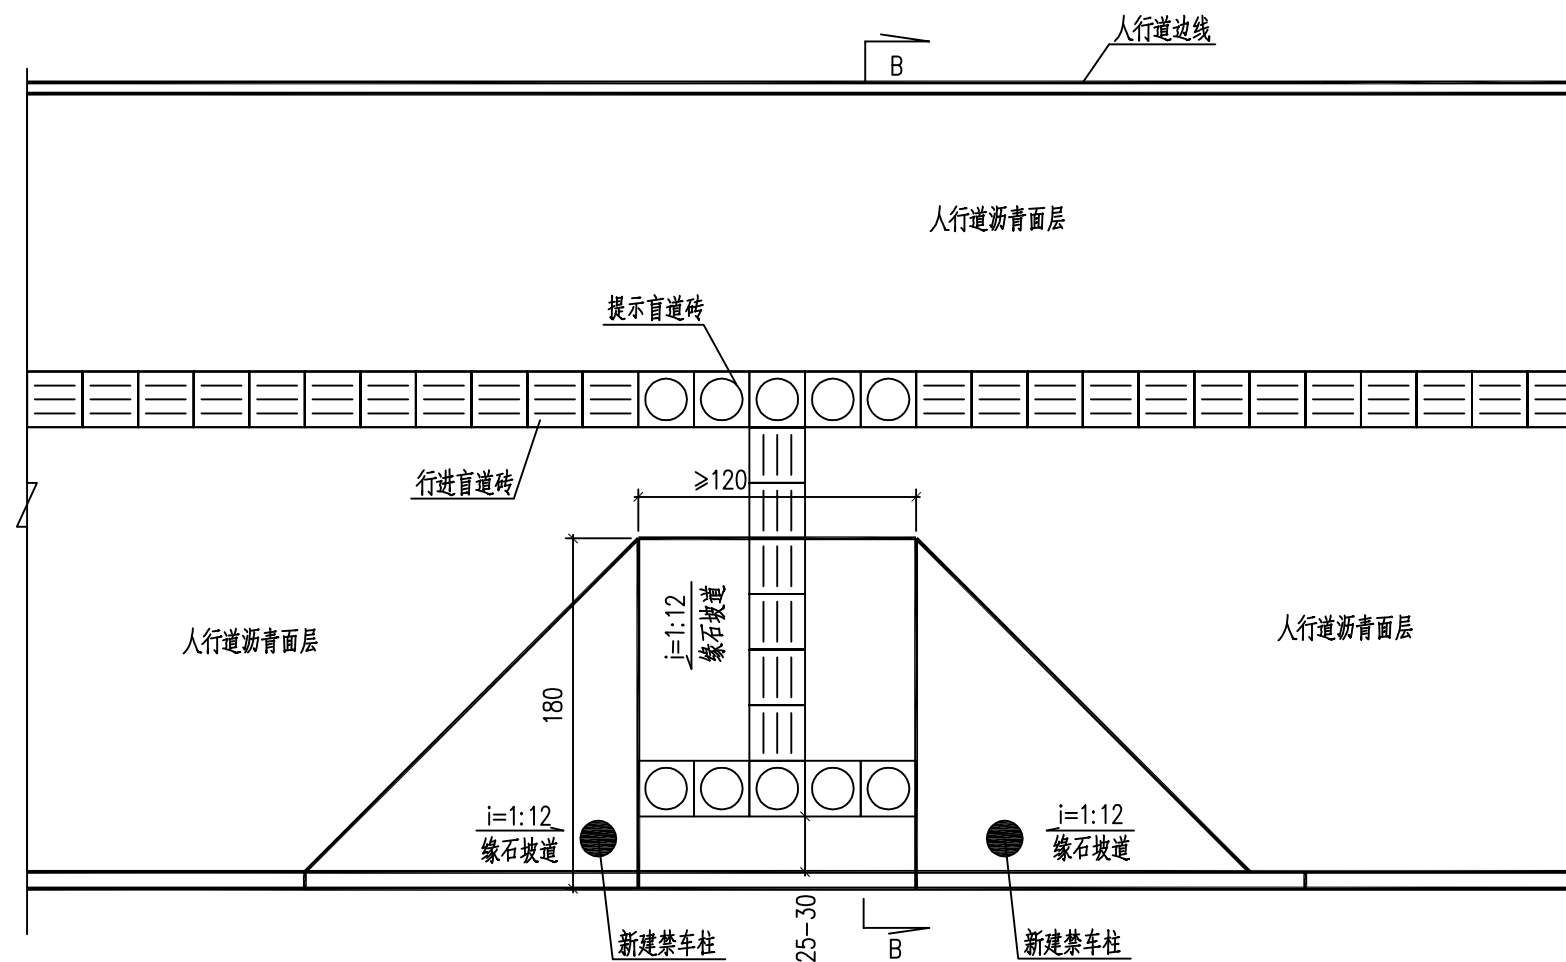 人行道边线
B
人行道沥青面层
提示盲道砖
行进盲道砖
≥120
i=1:12
缘石坡道
人行道沥青面层
人行道沥青面层
180
i=1:12
缘石坡道
i=1:12
缘石坡道
25-30
B
新建禁车柱
新建禁车柱